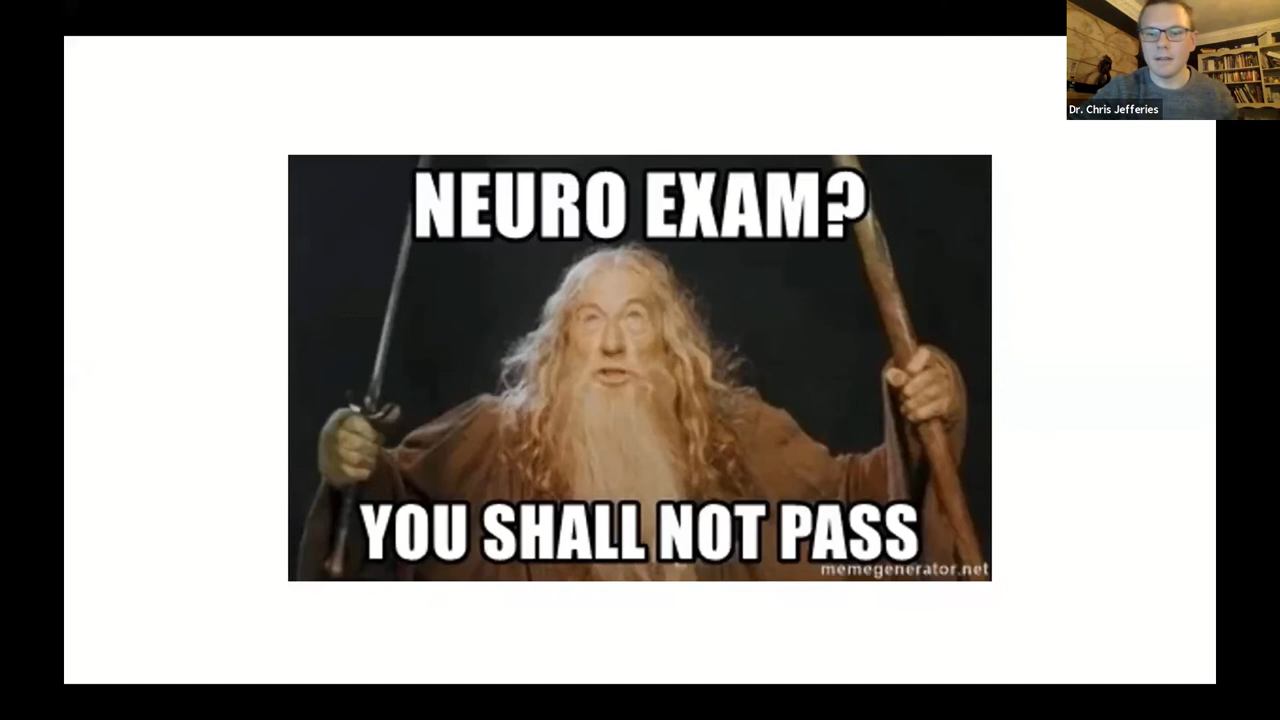 Dr. Chris Jefferies
NEURO EXAM?
YOU SHALL NOT PASS
memegenerator.net